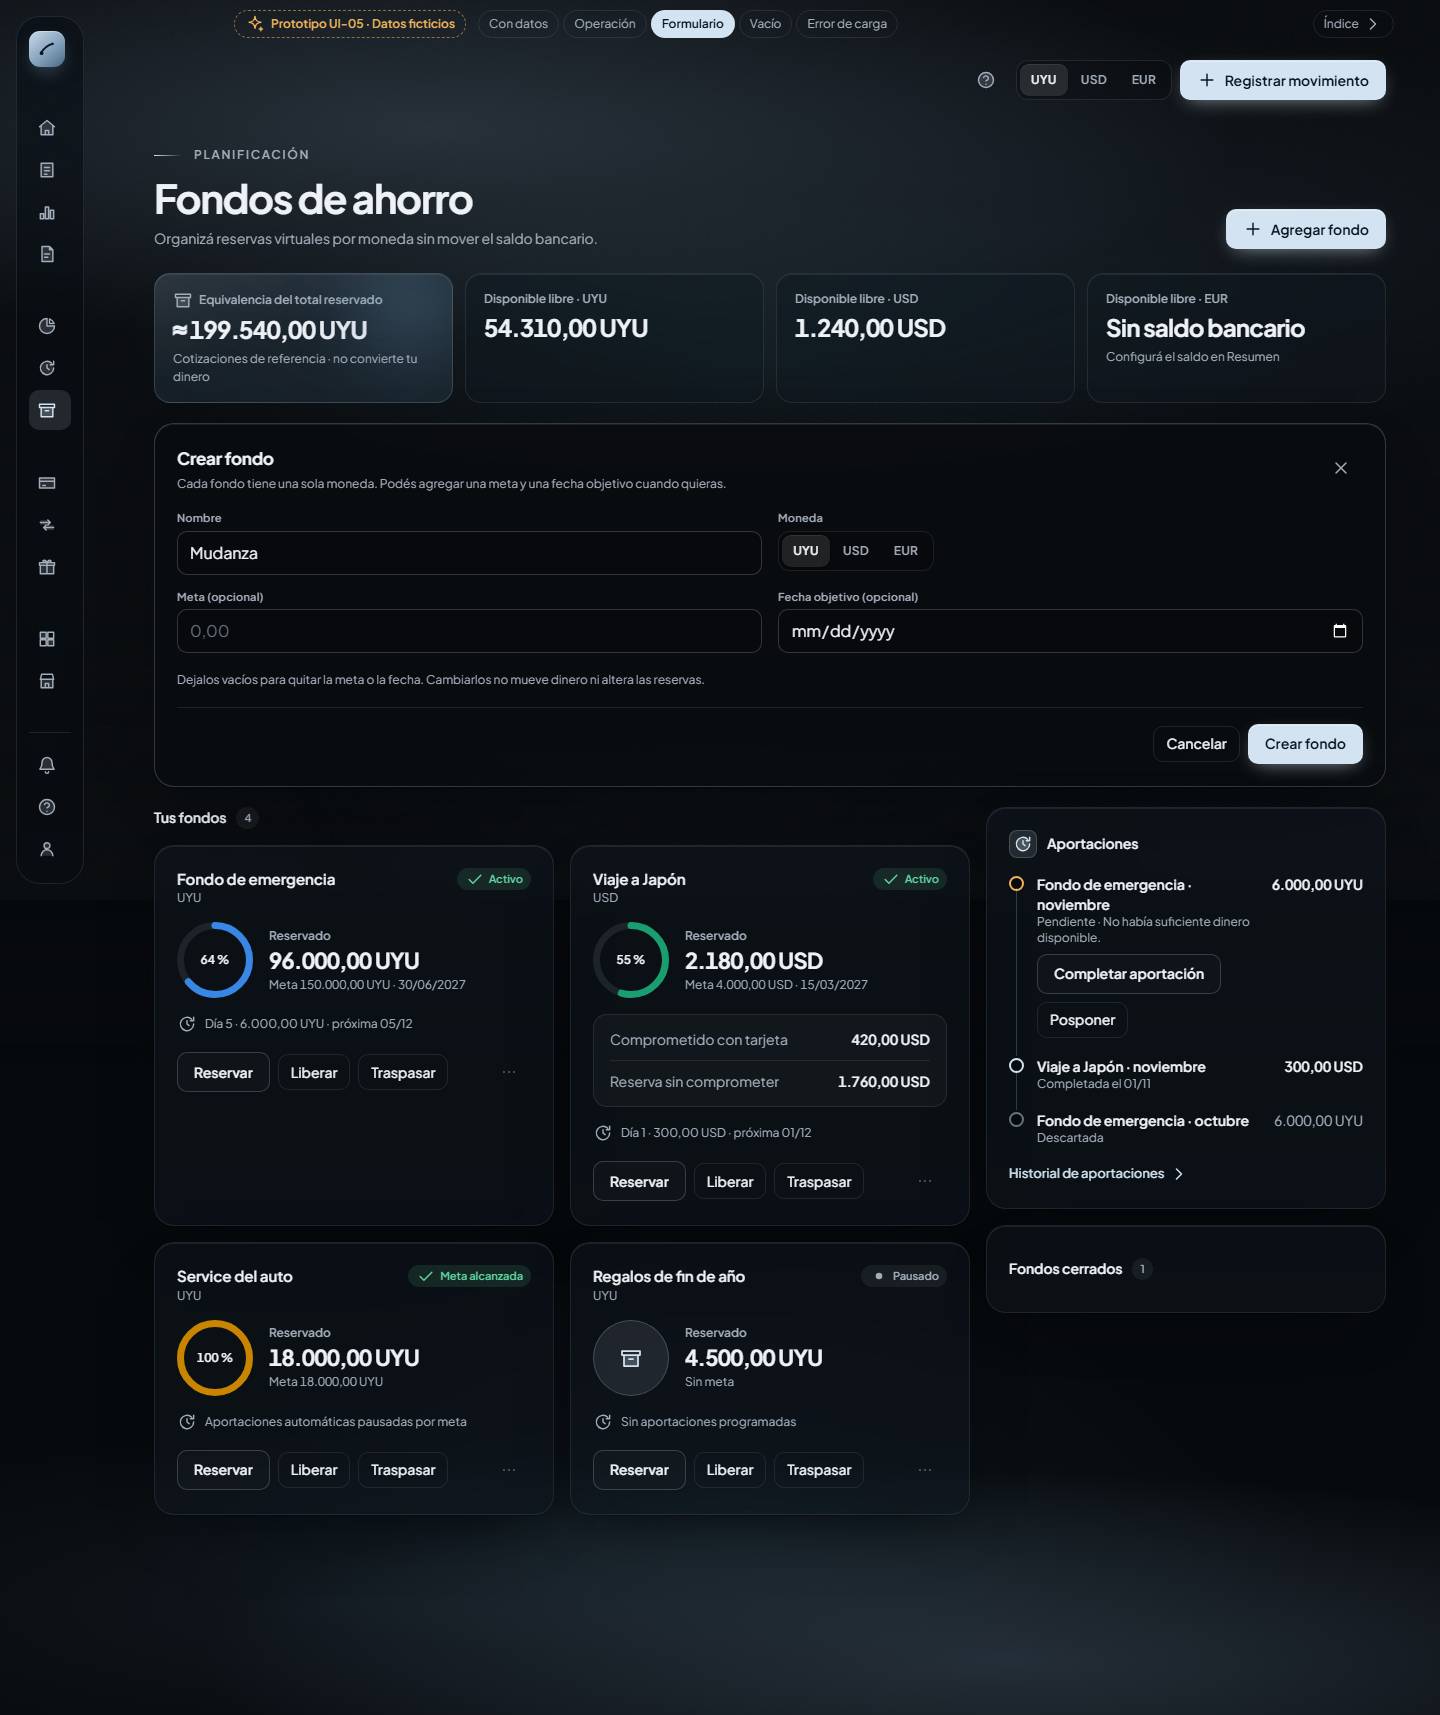 Prototipo UI-05 · Datos ficticios
Con datos
Operación
Formulario
Vacío
Error de carga
Índice
UYU
USD
EUR
Registrar movimiento
PLANIFICACIÓN
Fondos de ahorro
Organizá reservas virtuales por moneda sin mover el saldo bancario.
Agregar fondo
Equivalencia del total reservado
≈199.540,00 UYU
Cotizaciones de referencia · no convierte tu
dinero
Disponible libre · UYU
54.310,00 UYU
Disponible libre · USD
1.240,00 USD
Disponible libre · EUR
Sin saldo bancario
Configurá el saldo en Resumen
Crear fondo
Cada fondo tiene una sola moneda. Podés agregar una meta y una fecha objetivo cuando quieras.
Nombre
Mudanza
Moneda
UYU
USD
EUR
Meta (opcional)
0,00
Fecha objetivo (opcional)
mm/dd/yyyy
Dejalos vacíos para quitar la meta o la fecha. Cambiarlos no mueve dinero ni altera las reservas.
Cancelar
Crear fondo
Tus fondos
4
Fondo de emergencia
UYU
Activo
64 %
Reservado
96.000,00 UYU
Meta 150.000,00 UYU · 30/06/2027
Día 5 · 6.000,00 UYU · próxima 05/12
Reservar
Liberar
Traspasar
...
Viaje a Japón
USD
Activo
55 %
Reservado
2.180,00 USD
Meta 4.000,00 USD · 15/03/2027
Comprometido con tarjeta
420,00 USD
Reserva sin comprometer
1.760,00 USD
Día 1 · 300,00 USD · próxima 01/12
Reservar
Liberar
Traspasar
...
Service del auto
UYU
Meta alcanzada
100 %
Reservado
18.000,00 UYU
Meta 18.000,00 UYU
Aportaciones automáticas pausadas por meta
Reservar
Liberar
Traspasar
...
Regalos de fin de año
UYU
Pausado
Reservado
4.500,00 UYU
Sin meta
Sin aportaciones programadas
Reservar
Liberar
Traspasar
...
Aportaciones
Fondo de emergencia ·
noviembre
6.000,00 UYU
Pendiente · No había suficiente dinero
disponible.
Completar aportación
Posponer
Viaje a Japón · noviembre
300,00 USD
Completada el 01/11
Fondo de emergencia · octubre
6.000,00 UYU
Descartada
Historial de aportaciones
Fondos cerrados
1